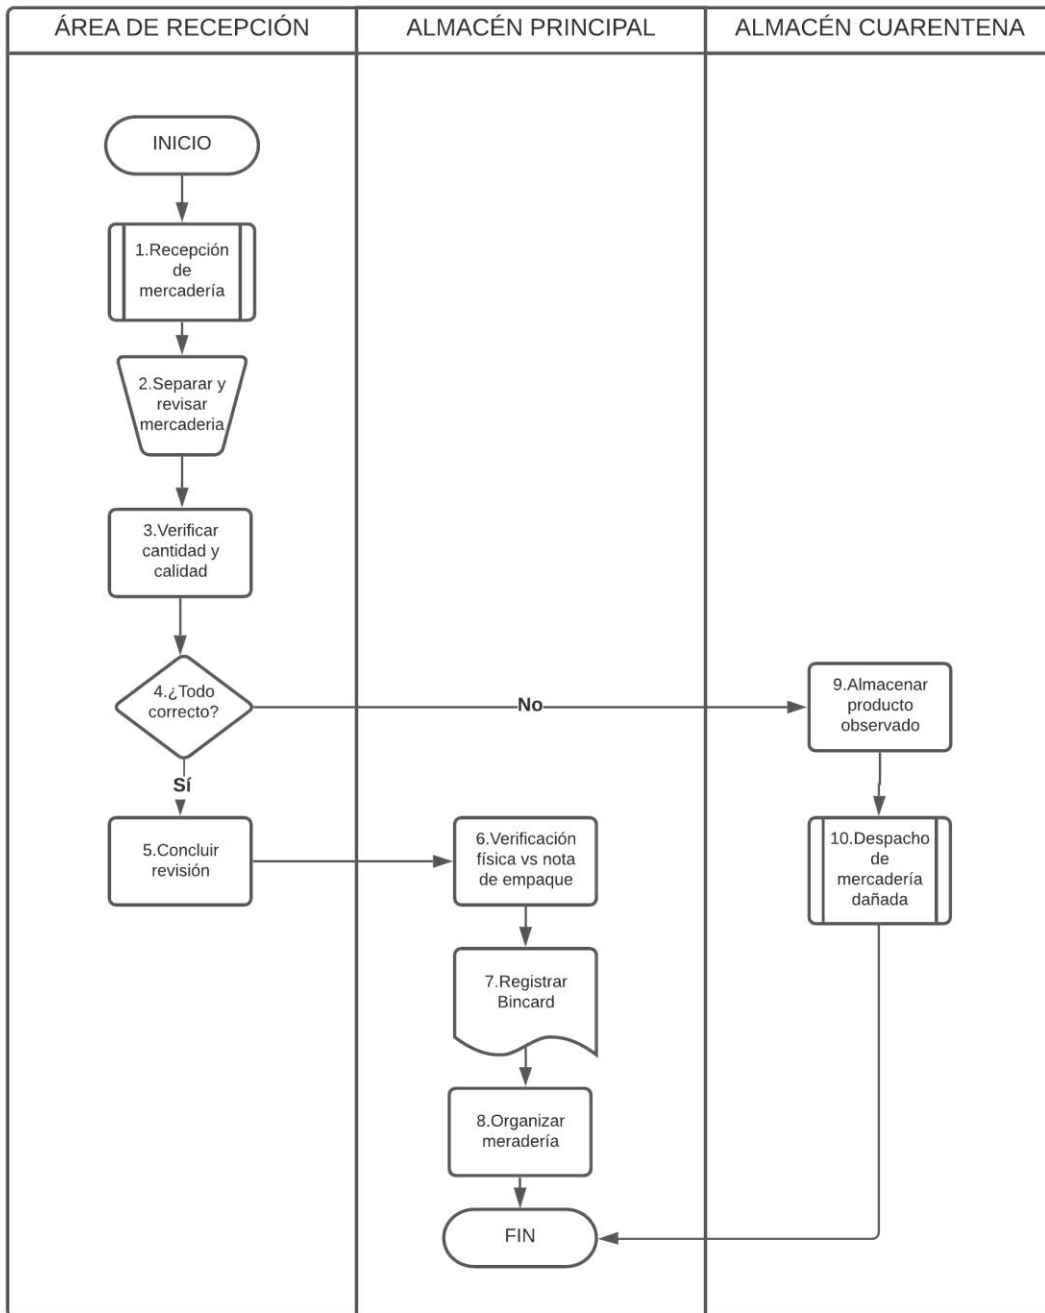 ÁREA DE RECEPCIÓN
ALMACÉN PRINCIPAL
ALMACÉN CUARENTENA
INICIO
1.Recepción
de
mercadería
2.Separar y
revisar
mercaderia
3.Verificar
cantidad y
calidad
4.¿Todo
correcto?
No
9.Almacenar
producto
observado
Sí
5.Concluir
revisión
6.Verificación
física vs nota
de empaque
10.Despacho
de
mercadería
dañada
7.Registrar
Bincard
8.Organizar
meradería
FIN